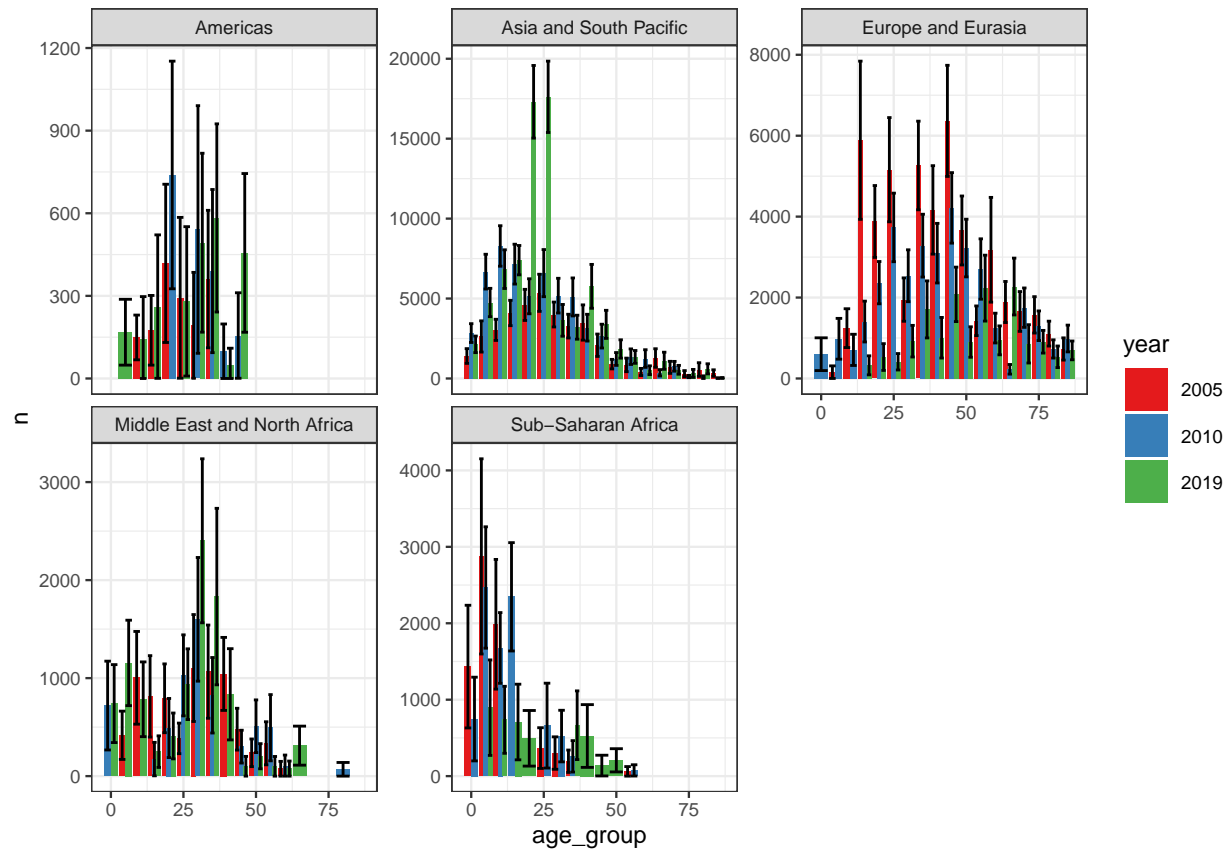 Americas
Asia and South Pacific
Europe and Eurasia
1200
900
600
300
0
20000
15000
10000
5000
0
8000
6000
4000
2000
0
0 25 50 75
Middle East and North Africa
Sub−Saharan Africa
3000
2000
1000
0
0 25 50 75
4000
3000
2000
1000
0
0 25 50 75
n
age_group
year
2005
2010
2019